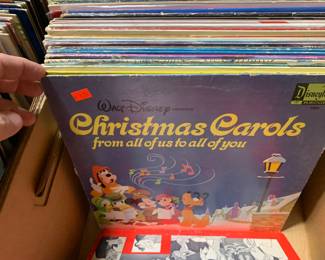 Walt Disney
Disneyland
Christmas Carols
from all of us to all of you